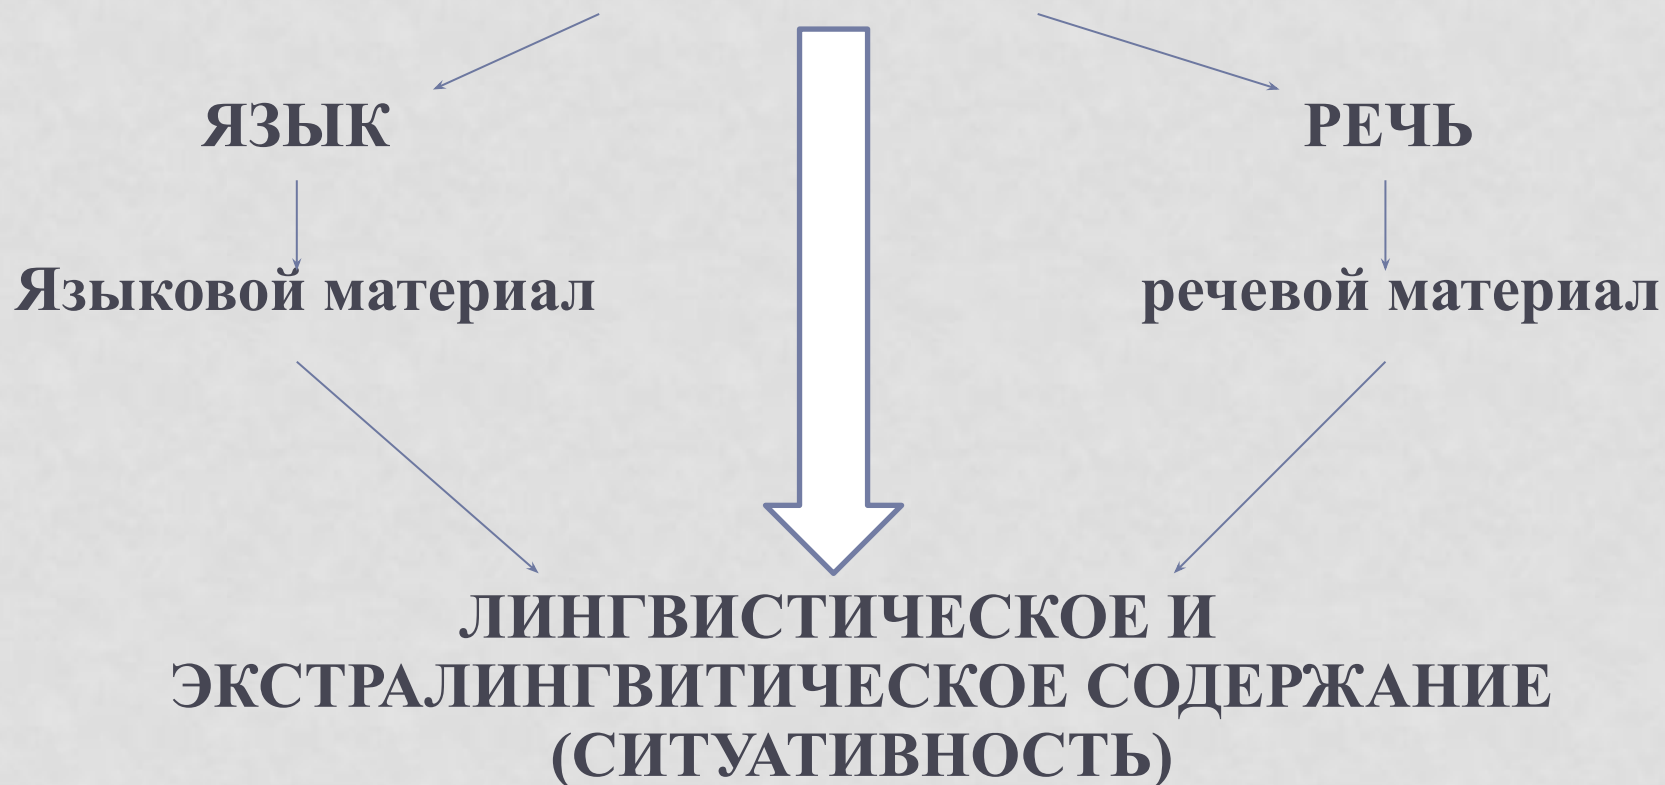 ЯЗЫК
РЕЧЬ
Языковой материал
речевой материал
ЛИНГВИСТИЧЕСКОЕ И
ЭКСТРАЛИНГВИТИЧЕСКОЕ СОДЕРЖАНИЕ
(СИТУАТИВНОСТЬ)